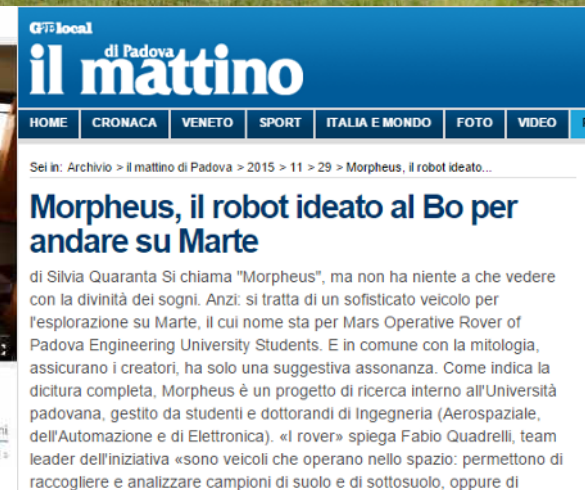 GELocal
il mattino
di Padova
HOME CRONACA VENETO SPORT ITALIA E MONDO FOTO VIDEO
Sei in: Archivio > il mattino di Padova > 2015 > 11 > 29 > Morpheus, il robot ideato...
Morpheus, il robot ideato al Bo per
andare su Marte
di Silvia Quaranta Si chiama "Morpheus", ma non ha niente a che vedere
con la divinità dei sogni. Anzi: si tratta di un sofisticato veicolo per
l'esplorazione su Marte, il cui nome sta per Mars Operative Rover of
Padova Engineering University Students. E in comune con la mitologia,
assicurano i creatori, ha solo una suggestiva assonanza. Come indica la
dicitura completa, Morpheus è un progetto di ricerca interno all'Università
padovana, gestito da studenti e dottorandi di Ingegneria (Aerospaziale,
dell'Automazione e di Elettronica). «I rover» spiega Fabio Quadrelli, team
leader dell'iniziativa «sono veicoli che operano nello spazio: permettono di
raccogliere e analizzare campioni di suolo e di sottosuolo, oppure di